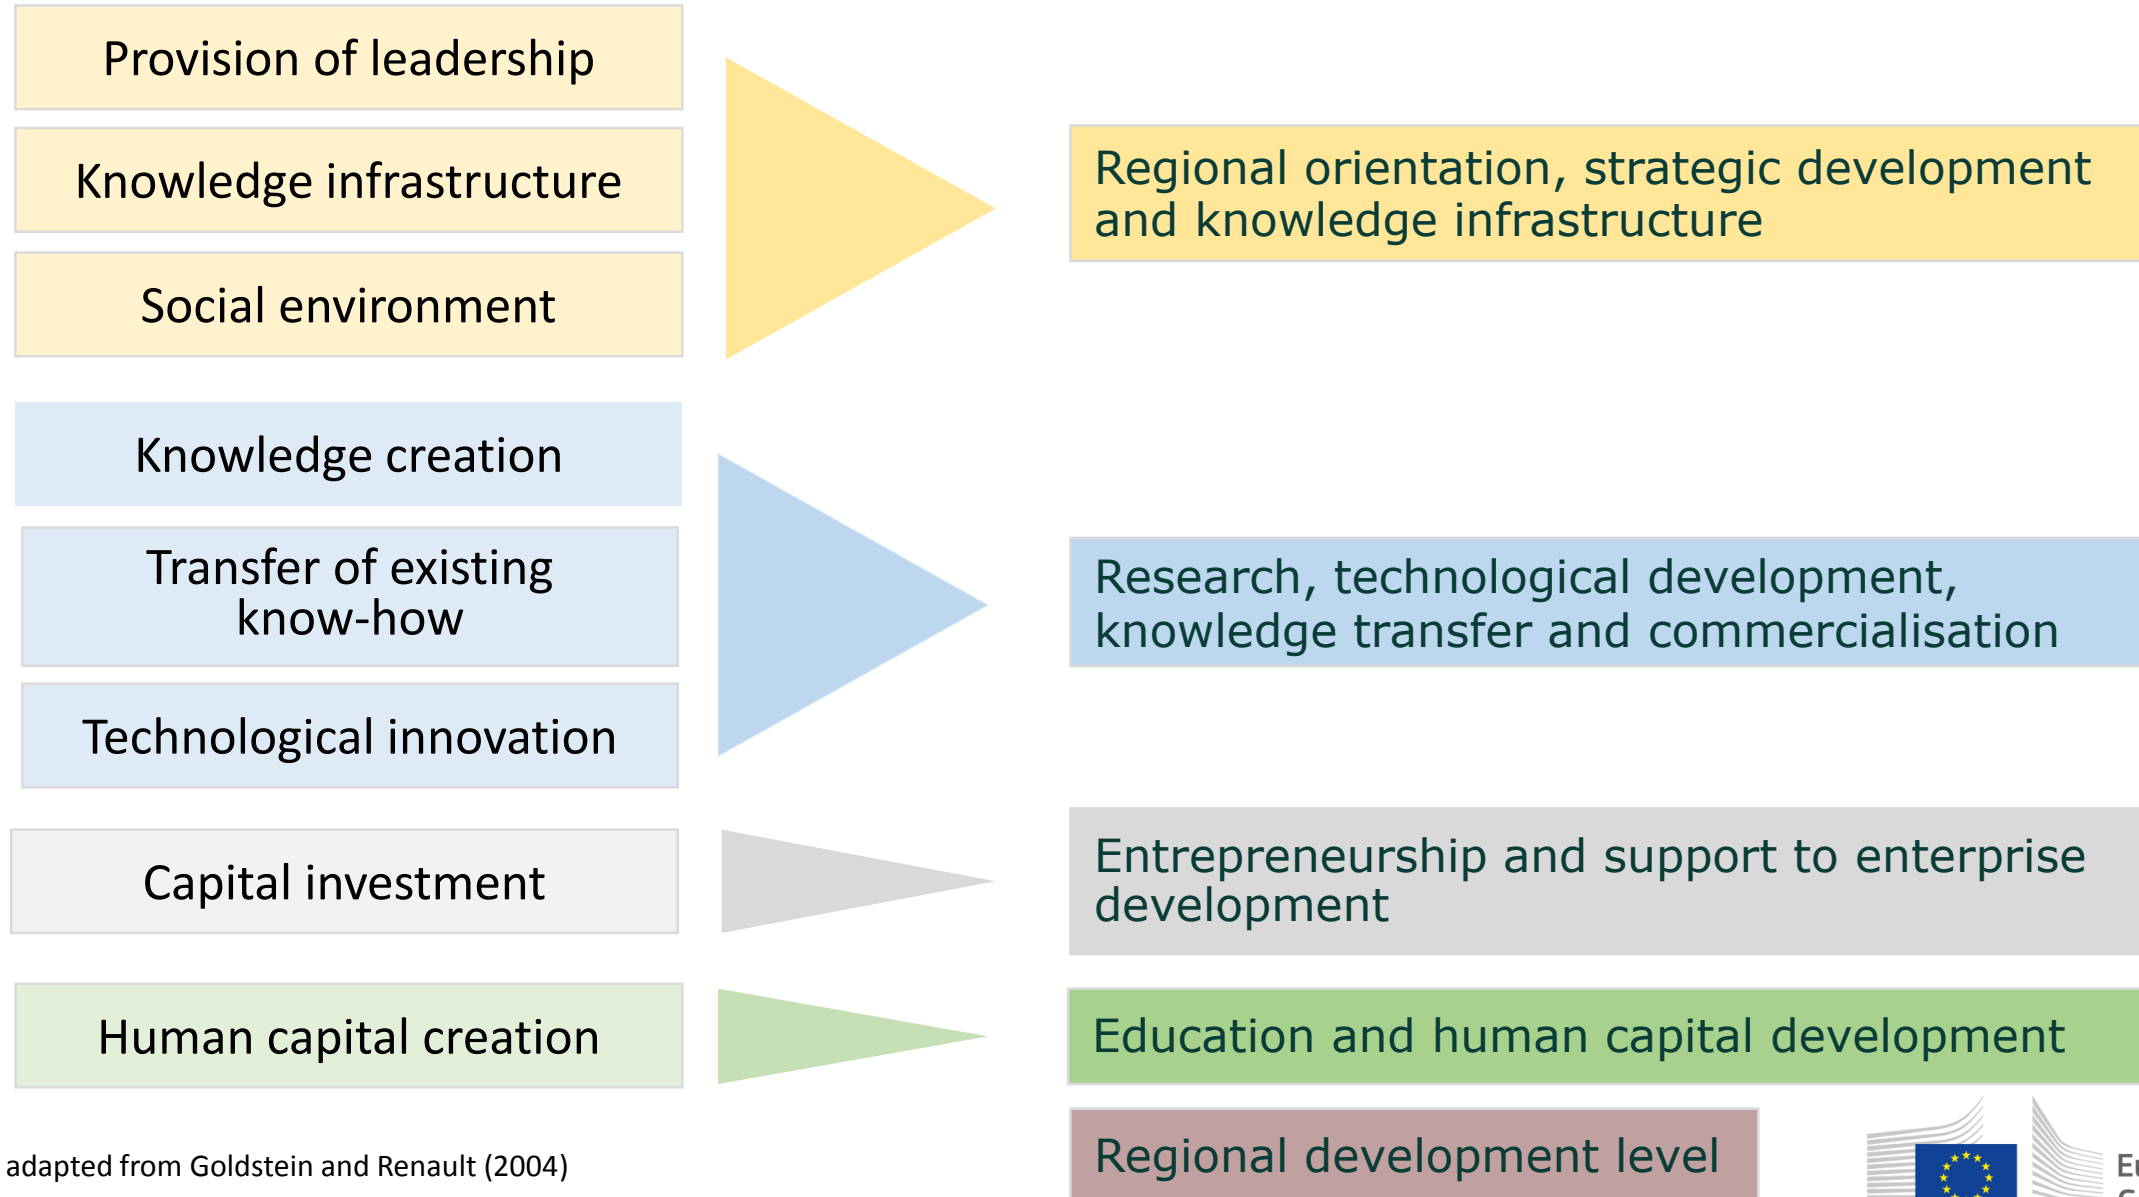 Provision of leadership
Knowledge infrastructure
Social environment
Regional orientation, strategic development
and knowledge infrastructure
Knowledge creation
Transfer of existing
know-how
Technological innovation
Research, technological development,
knowledge transfer and commercialisation
Capital investment
Entrepreneurship and support to enterprise
development
Human capital creation
Education and human capital development
Regional development level
adapted from Goldstein and Renault (2004)